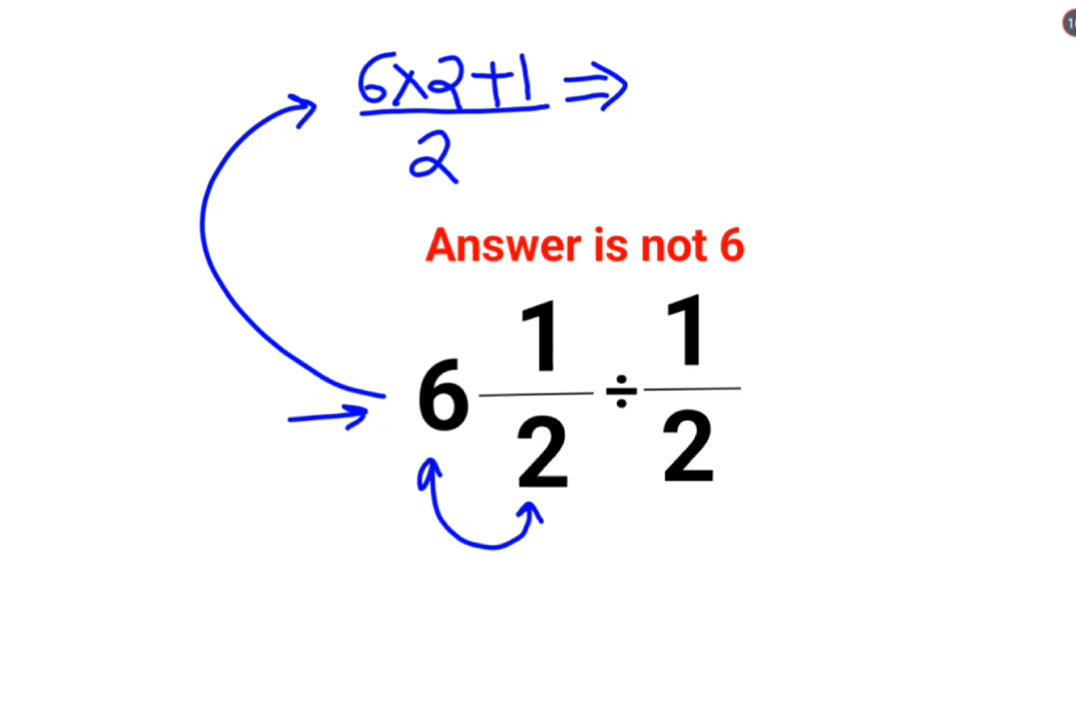 6×2+1 ⇒
2
Answer is not 6
6 1/2 ÷ 1/2